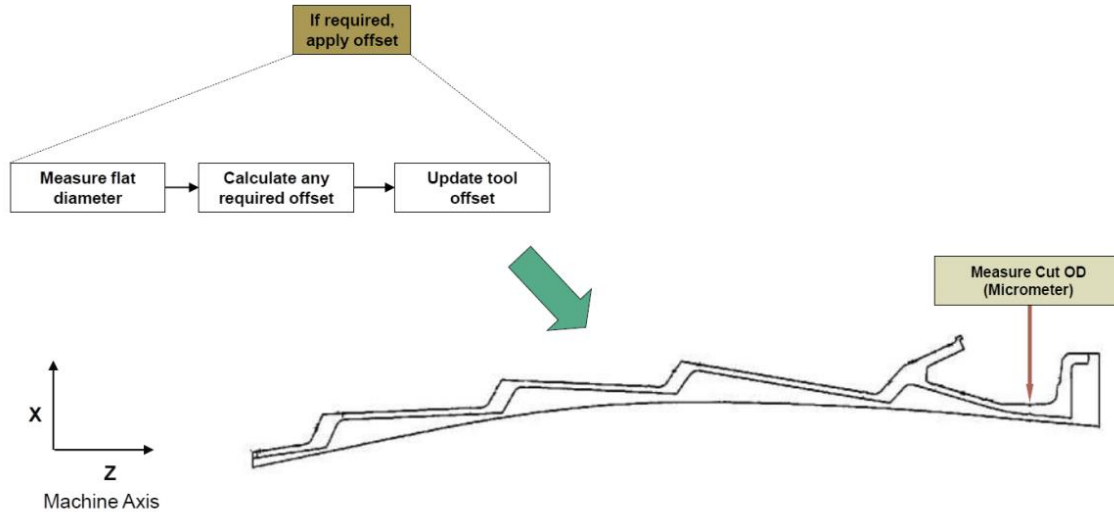 If required,
apply offset
Measure flat
diameter
Calculate any
required offset
Update tool
offset
Measure Cut OD
(Micrometer)
X
Z
Machine Axis